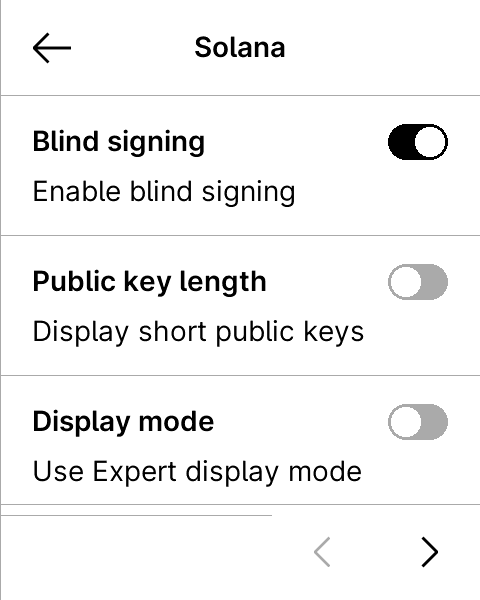 Solana
Blind signing
Enable blind signing
Public key length
Display short public keys
Display mode
Use Expert display mode